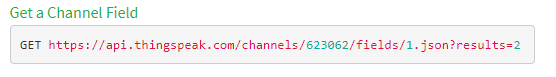 Get a Channel Field
GET https://api.thingspeak.com/channels/623062/fields/1.json?results=2